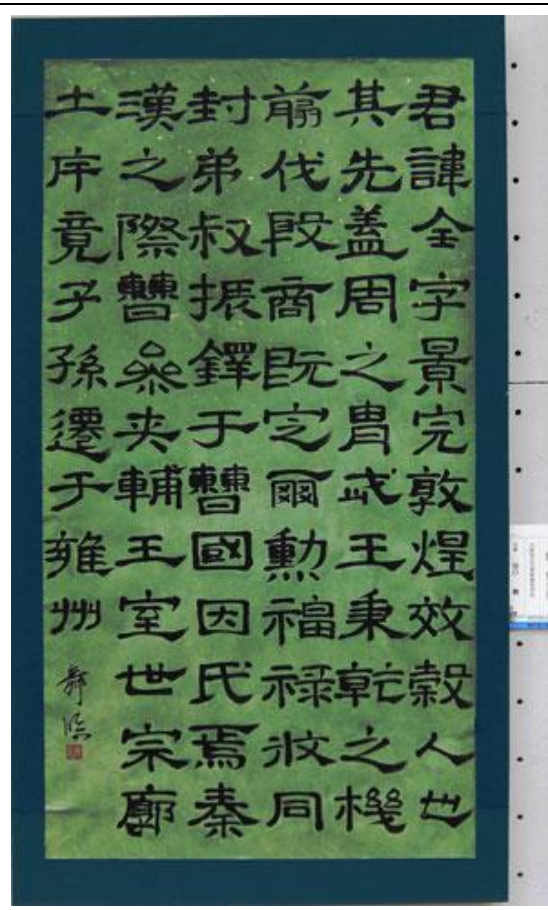 君諱全字景完敦煌效穀人也
其先蓋周之胄武王秉乾之機
翦伐殷商既定爾勳福禄攸同
封弟叔振鐸于曹國因氏焉秦
漢之際曹參夾輔王室世宗廓
土斥竟子孫遷于雍州